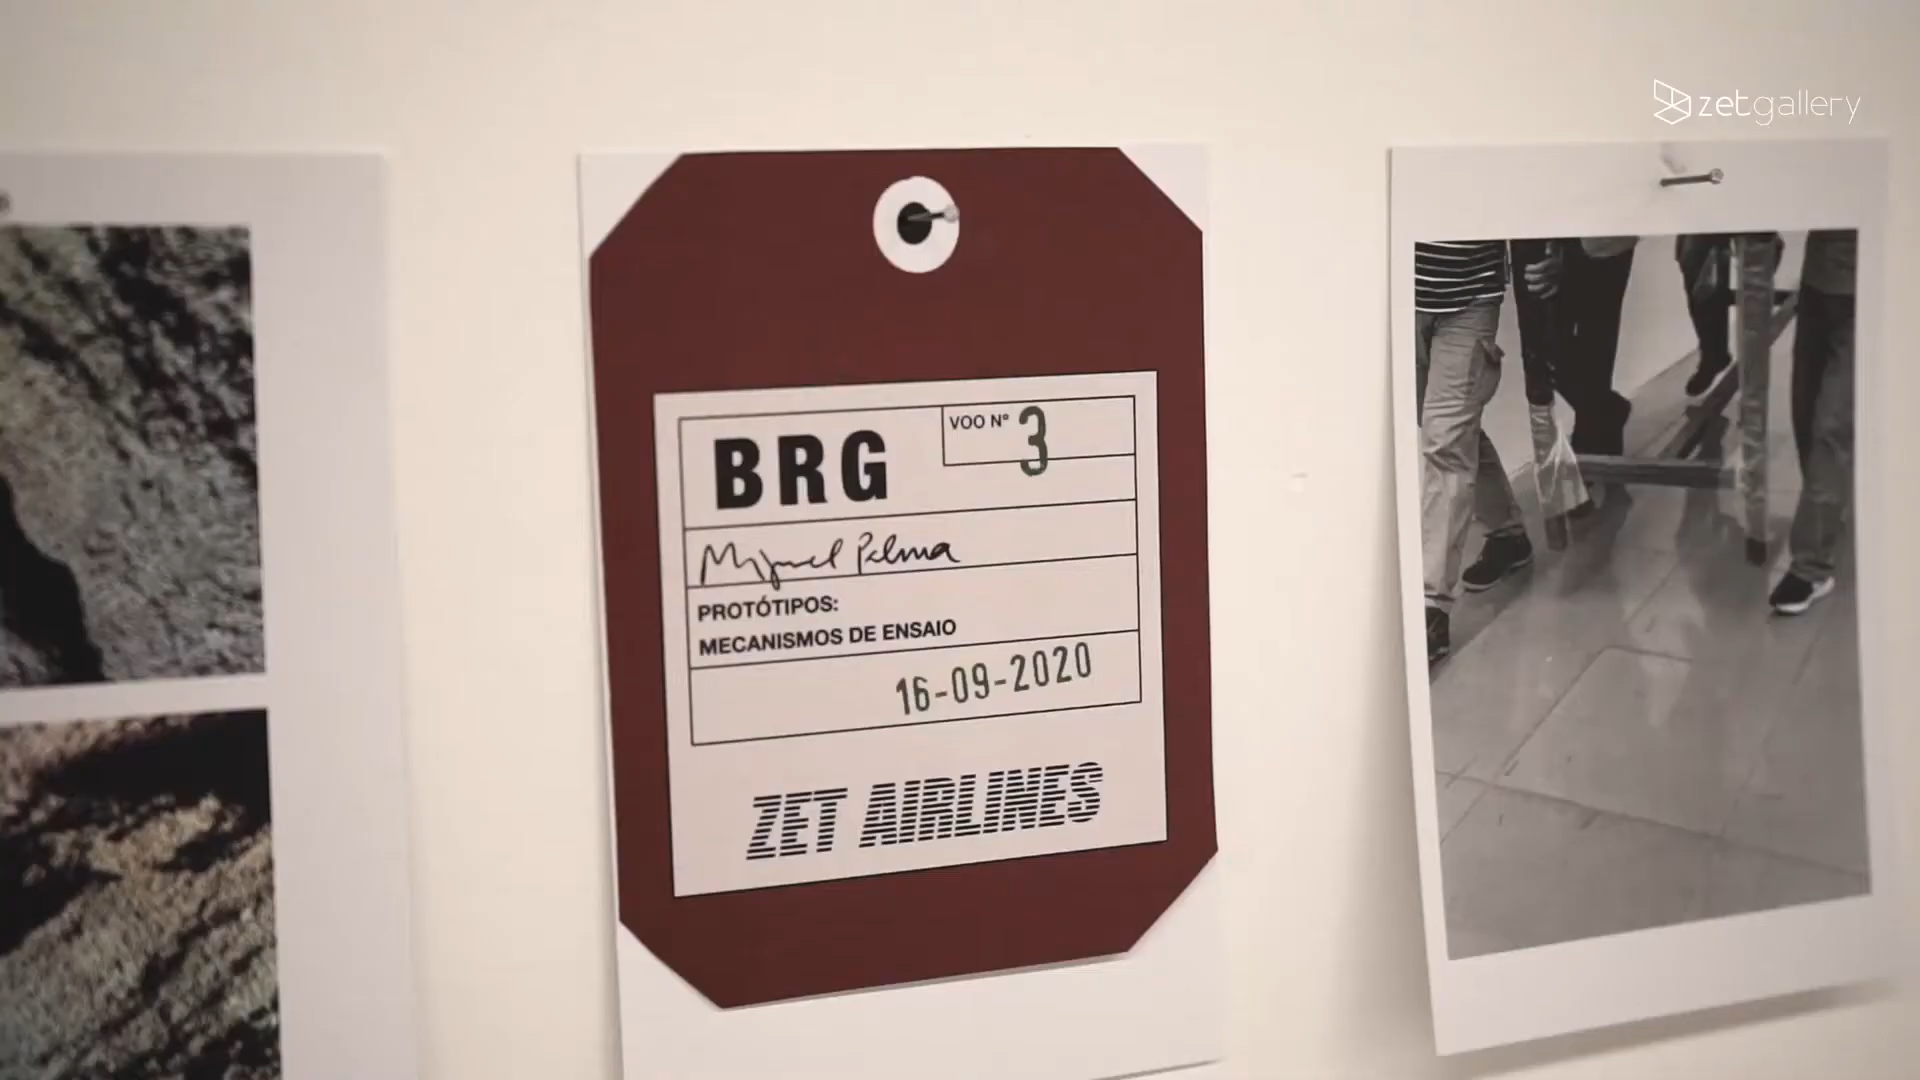 zetgallery
BRG
VOO Nº 3
Miguel Palma
PROTÓTIPOS:
MECANISMOS DE ENSAIO
16-09-2020
ZET AIRLINES